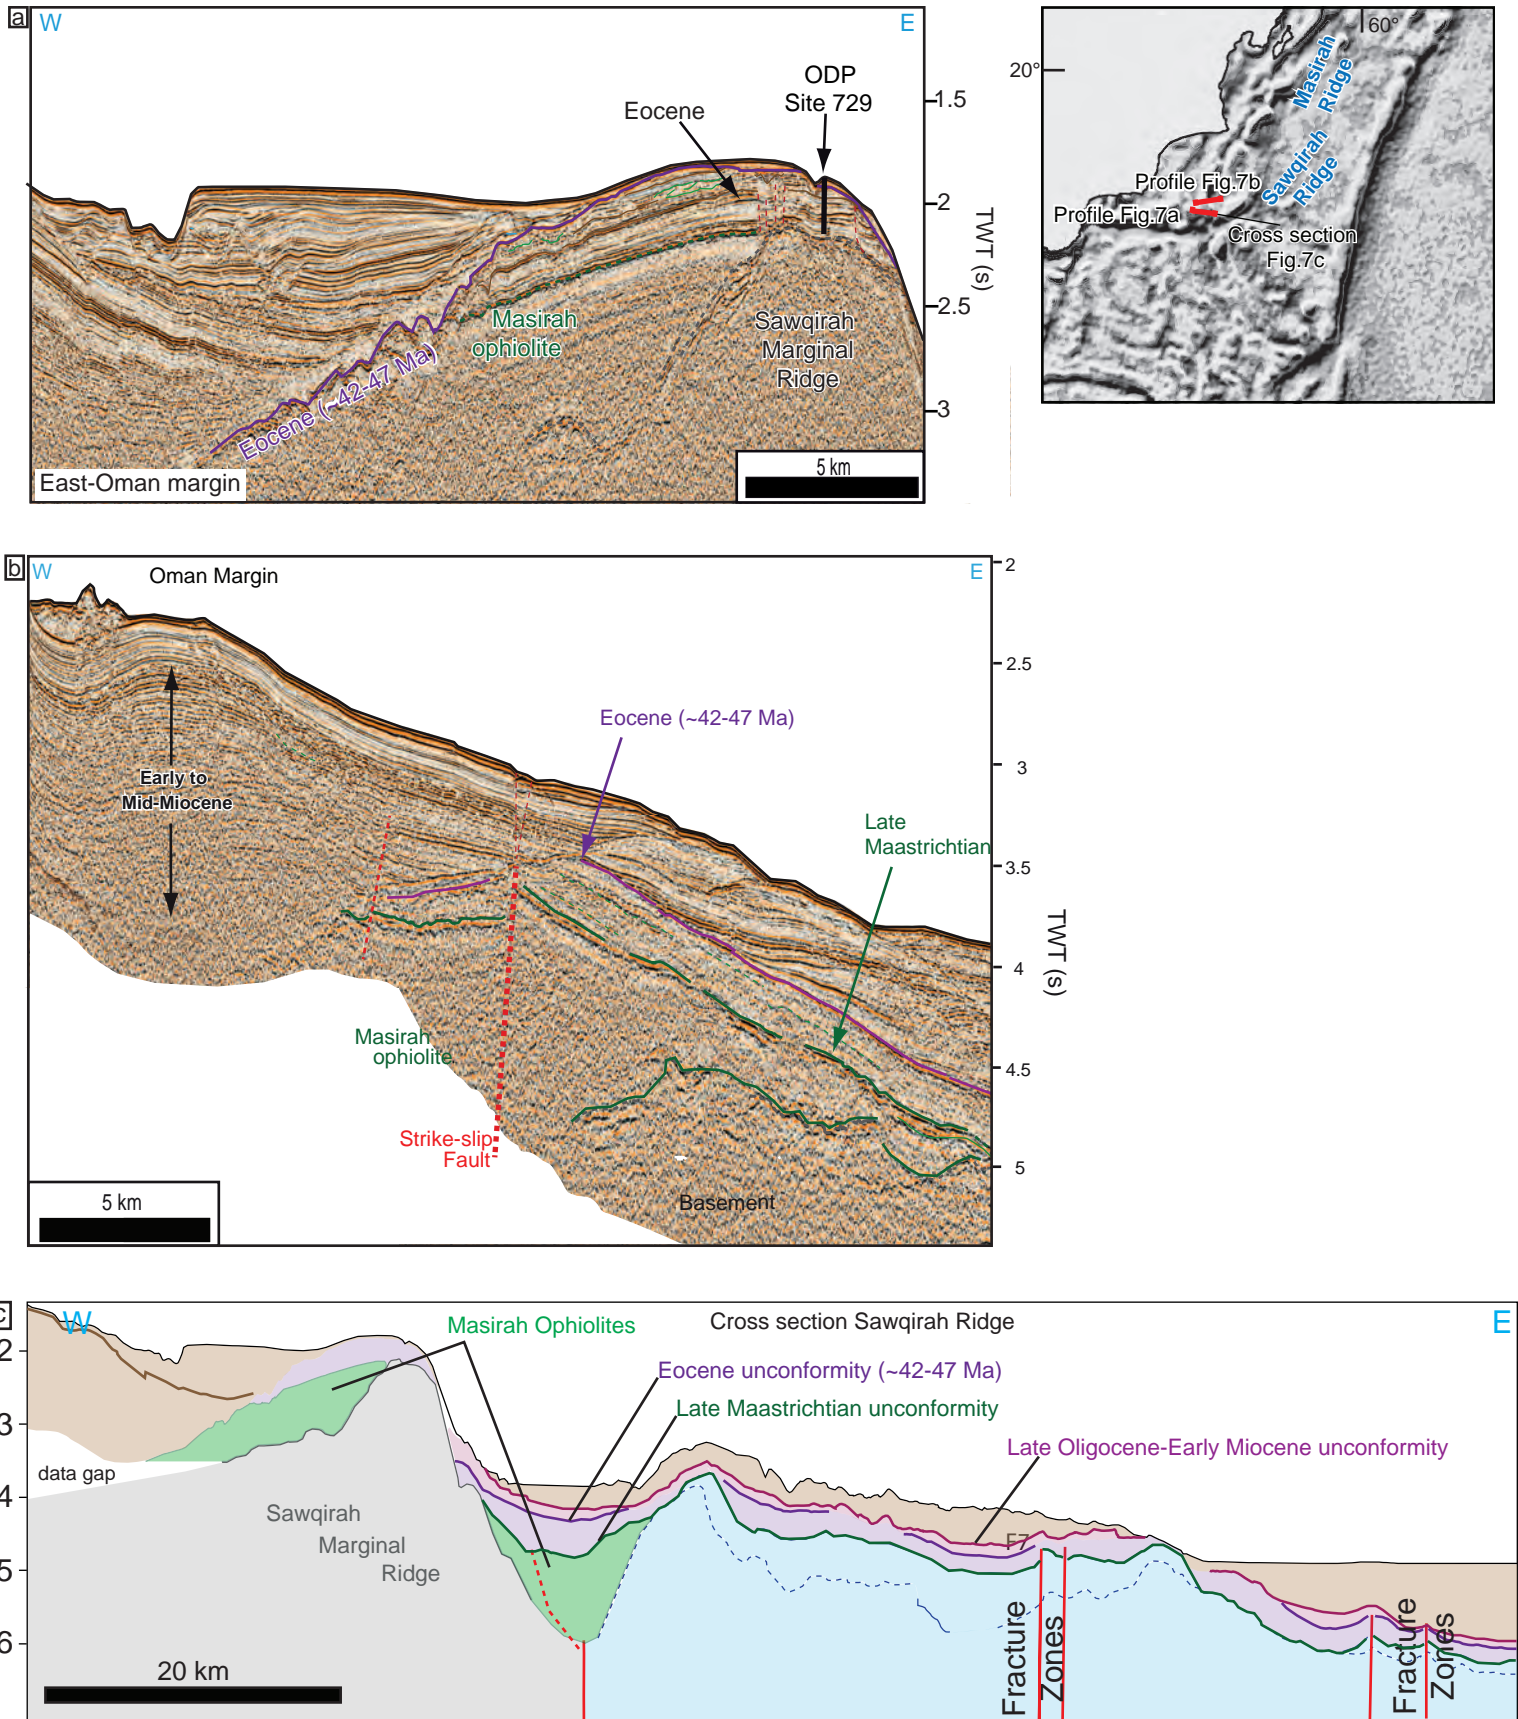 a
W
E
ODP
Site 729
Eocene
1.5
2
2.5
3
TWT (s)
Masirah
ophiolite
Sawqirah
Marginal
Ridge
Eocene (~42-47 Ma)
East-Oman margin
5 km
60°
20°
Masirah
Ridge
Sawqirah
Ridge
Profile Fig.7b
Profile Fig.7a
Cross section
Fig.7c
b
W
Oman Margin
E
2
2.5
3
3.5
4
4.5
5
TWT (s)
Eocene (~42-47 Ma)
Early to
Mid-Miocene
Late
Maastrichtian
Masirah
ophiolite
Strike-slip
Fault
Basement
5 km
c
W
E
Masirah Ophiolites
Cross section Sawqirah Ridge
Eocene unconformity (~42-47 Ma)
Late Maastrichtian unconformity
Late Oligocene-Early Miocene unconformity
2
3
4
5
6
data gap
Sawqirah
Marginal
Ridge
F7
Fracture
Zones
Fracture
Zones
20 km